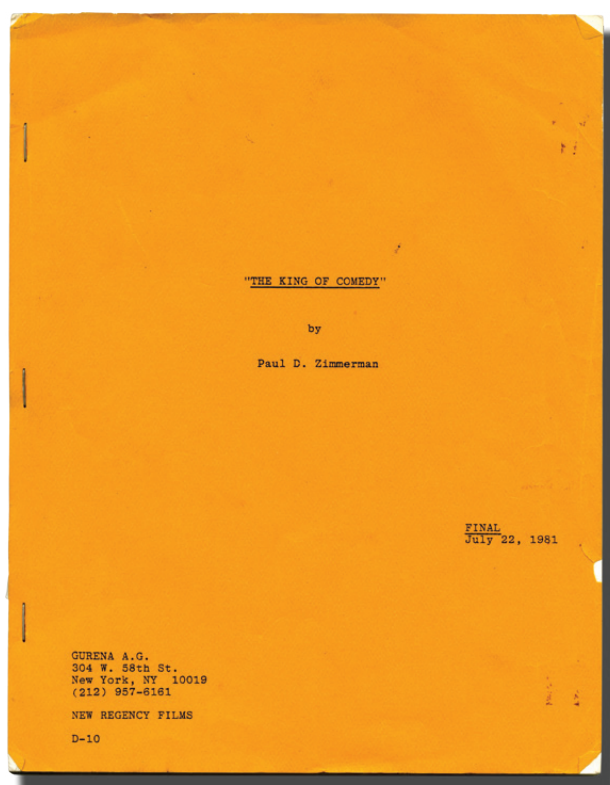 "THE KING OF COMEDY"
by
Paul D. Zimmerman
FINAL
July 22, 1981
GURENA A.G.
304 W. 58th St.
New York, NY 10019
(212) 957-6161
NEW REGENCY FILMS
D-10